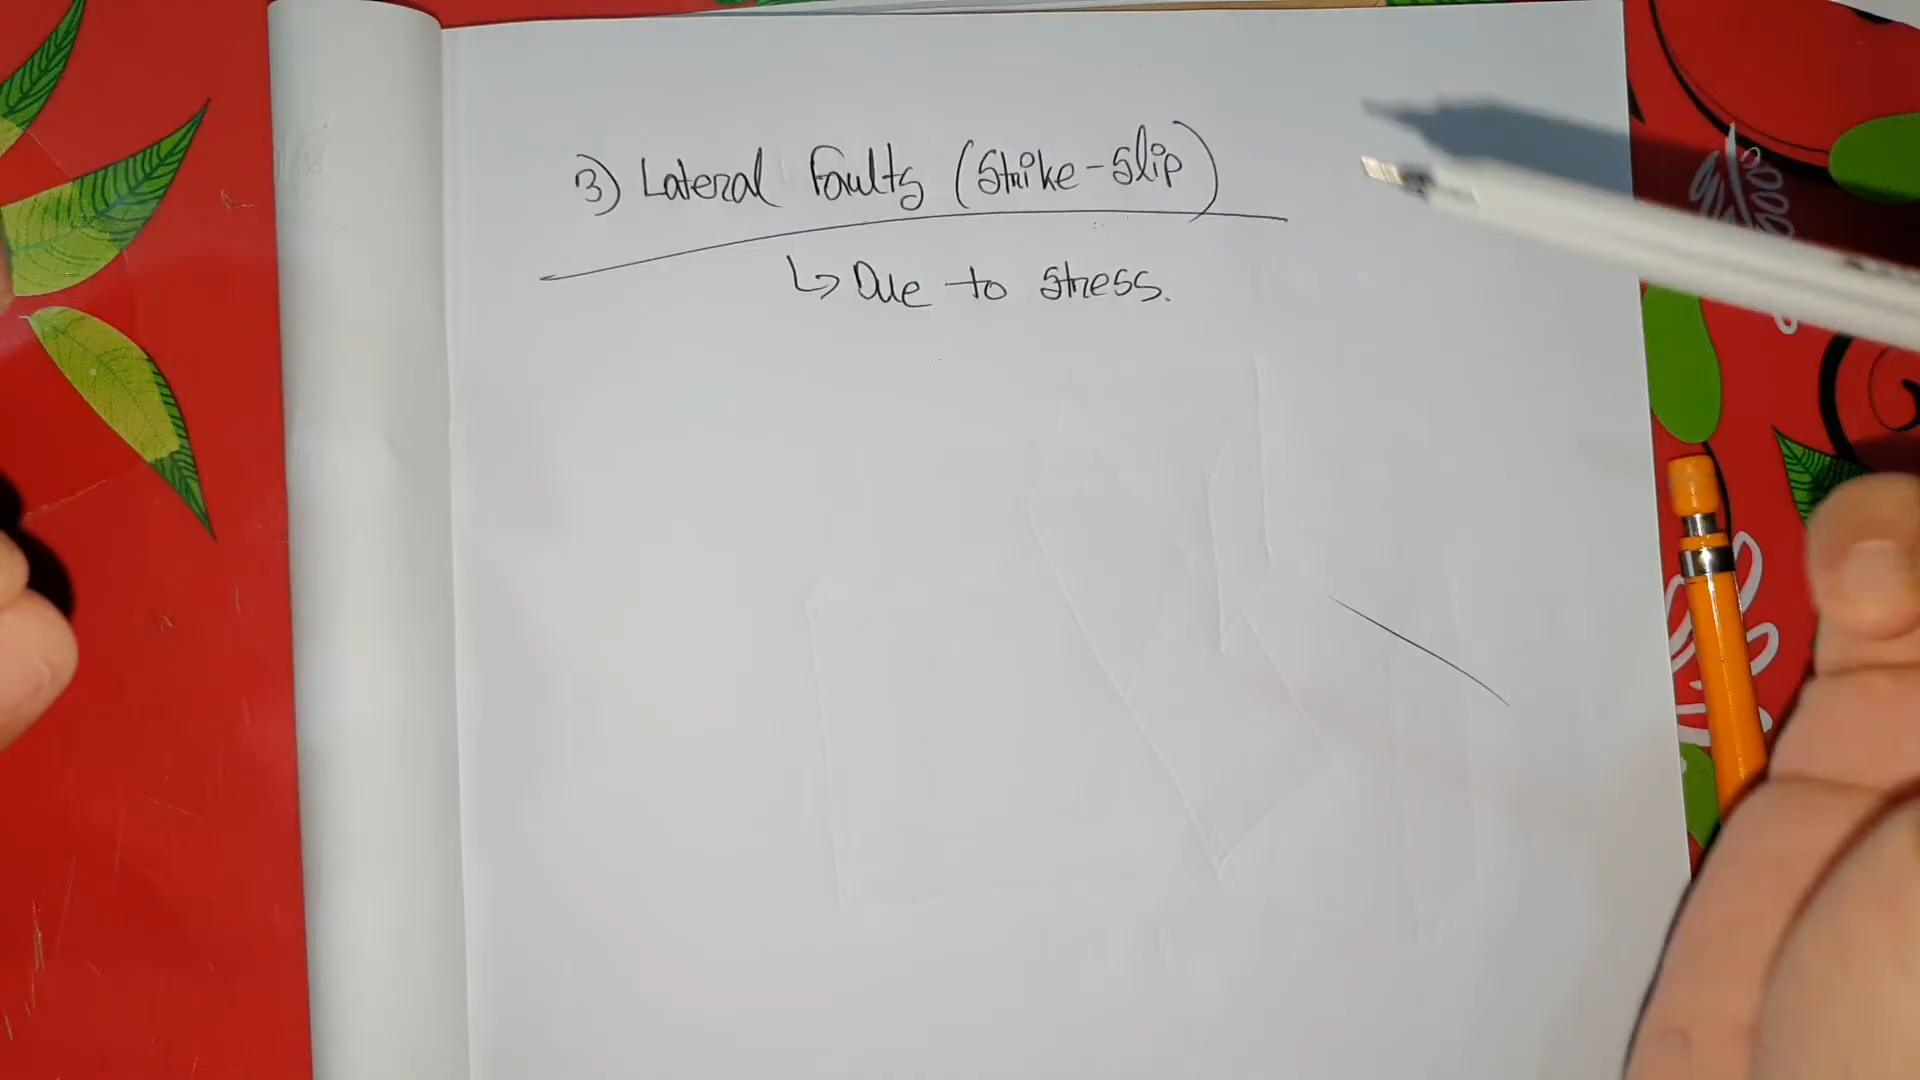 3) Lateral Faults (Strike-Slip)
↳ Due to stress.